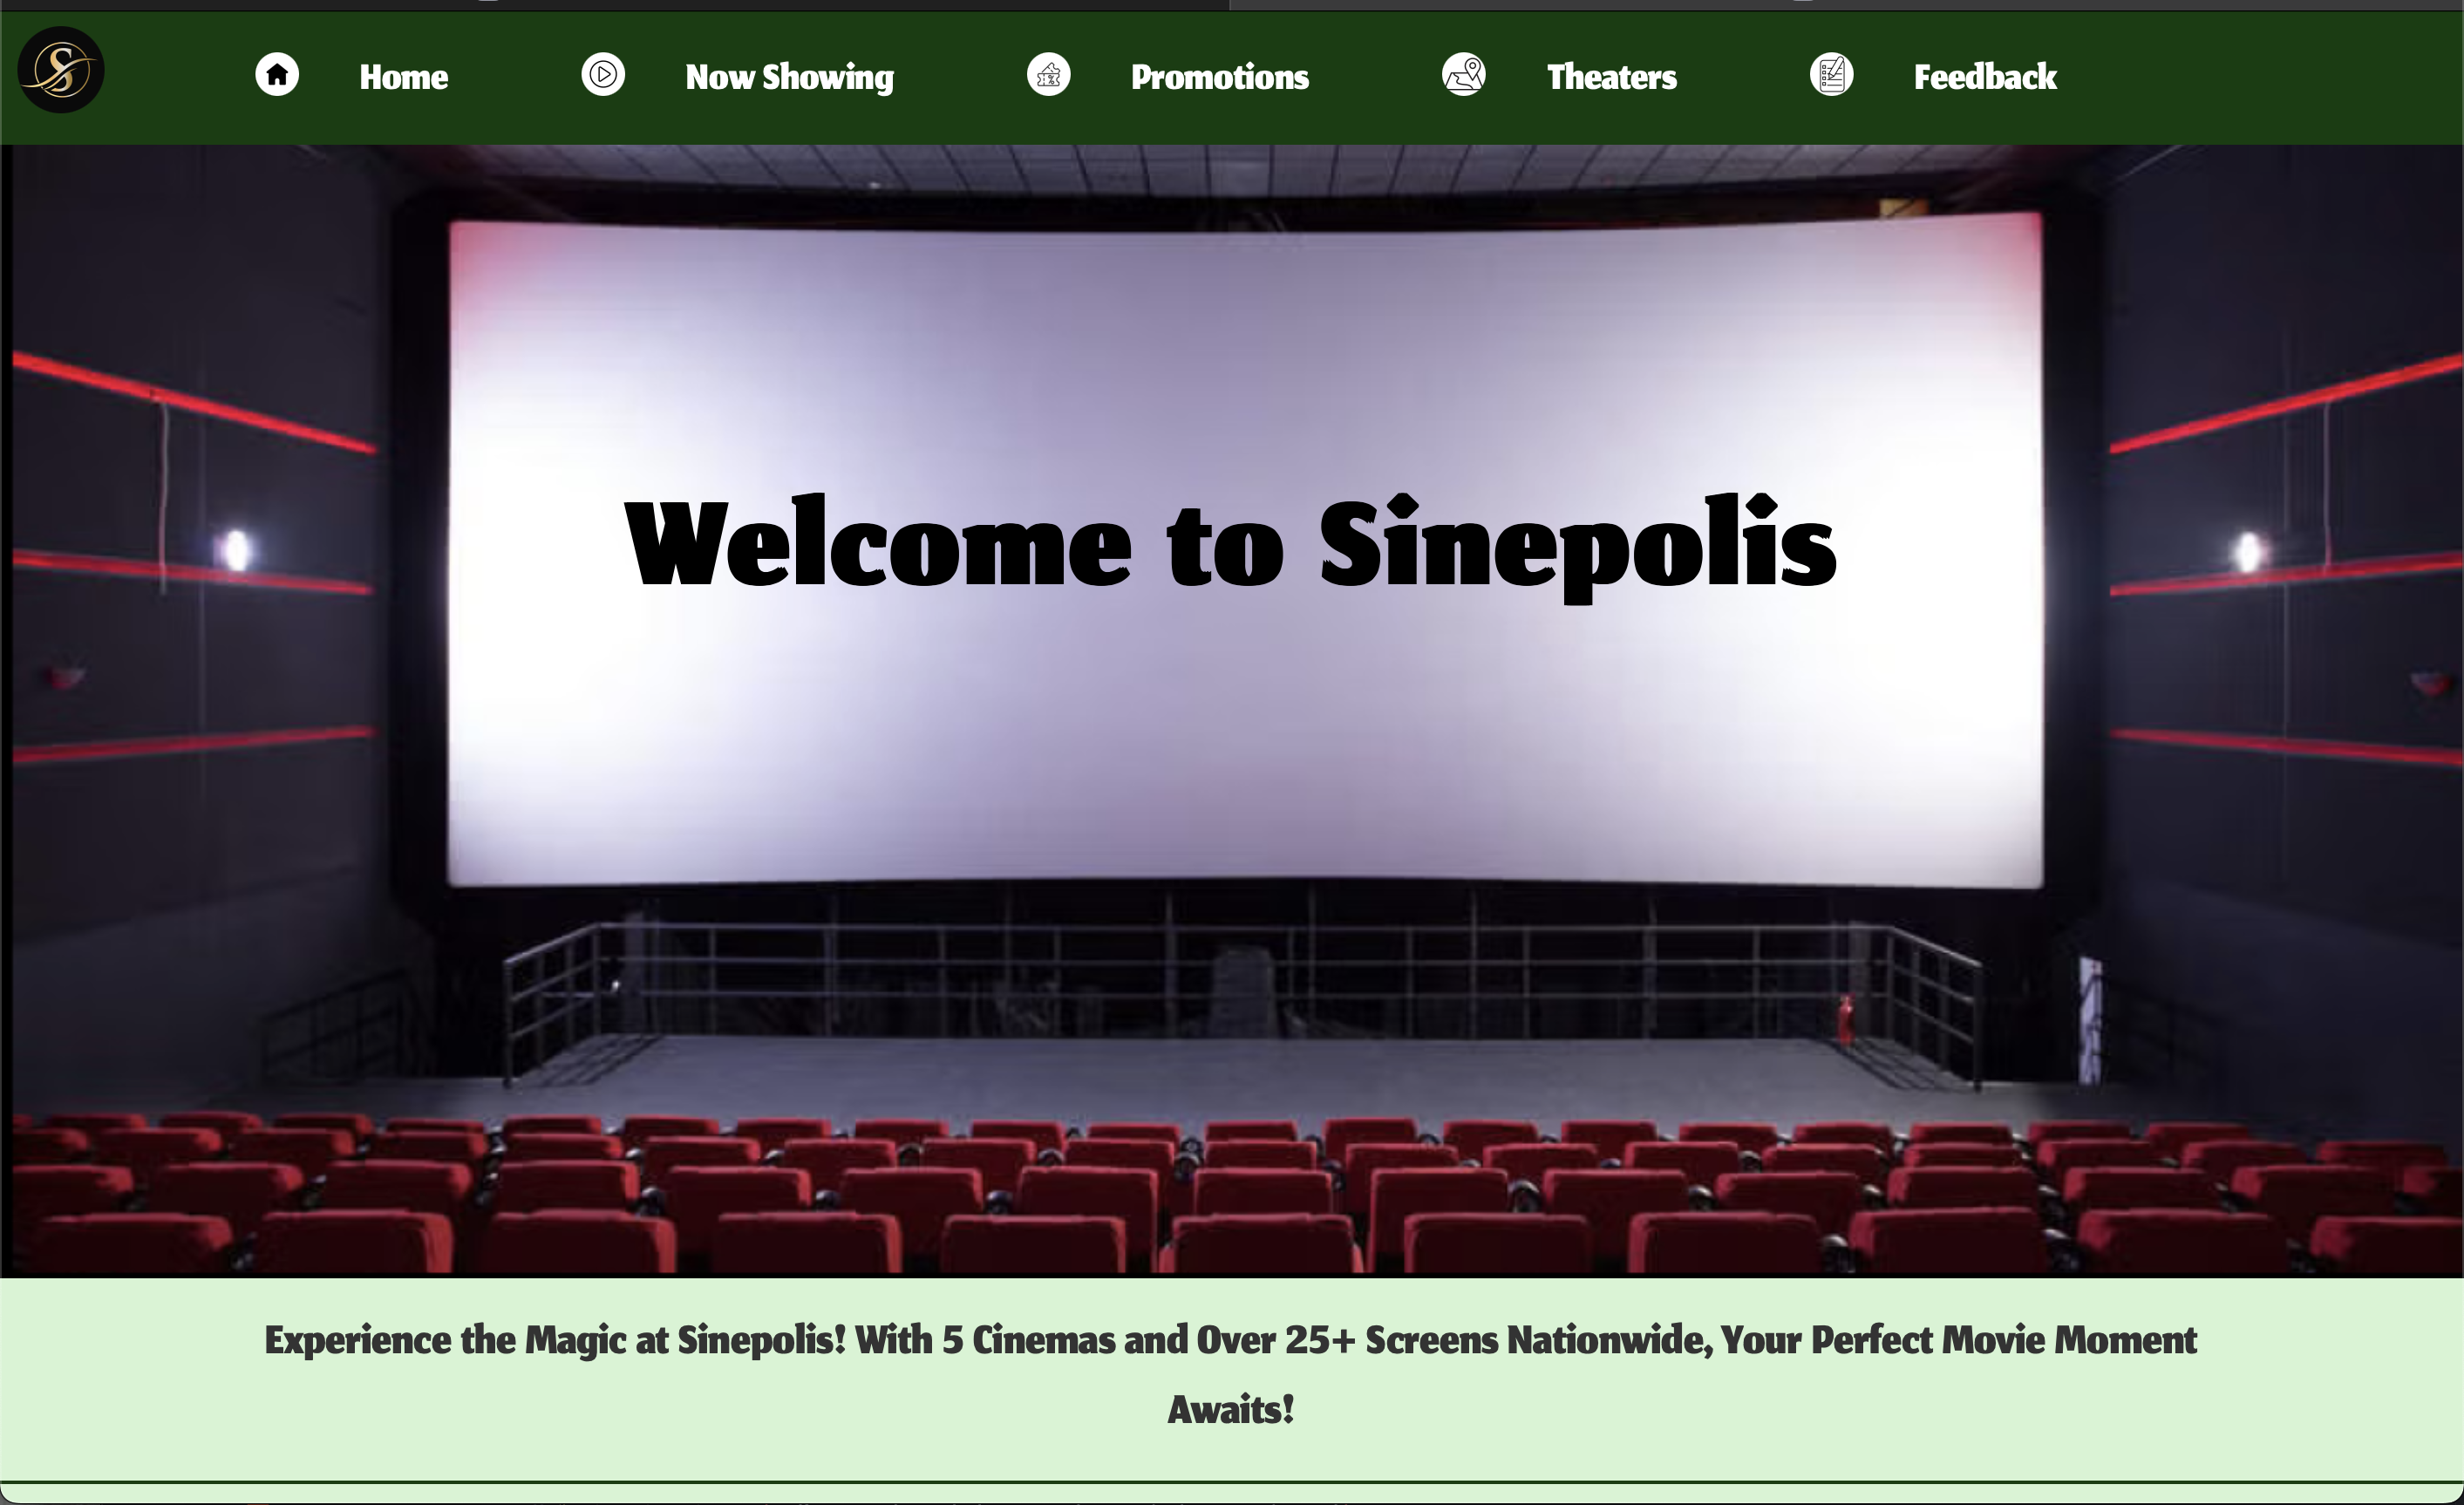 S
Home
Now Showing
Promotions
Theaters
Feedback
Welcome to Sinepolis
Experience the Magic at Sinepolis! With 5 Cinemas and Over 25+ Screens Nationwide, Your Perfect Movie Moment
Awaits!